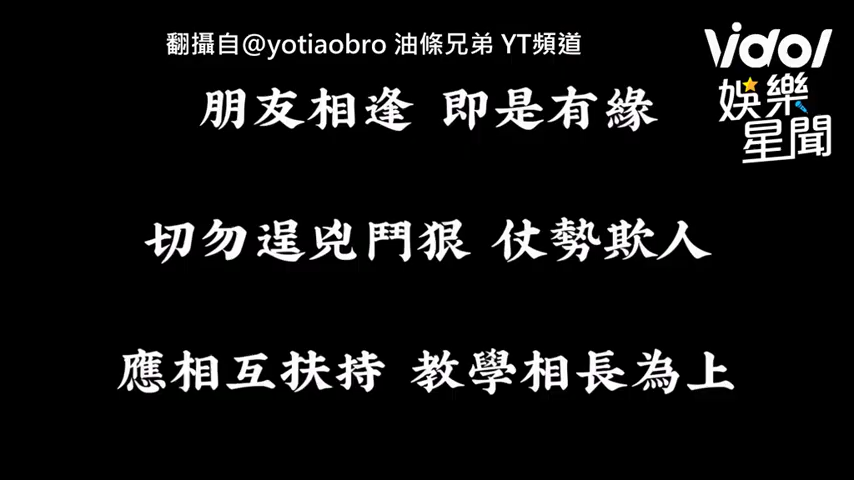 翻攝自@yotiaobro 油條兄弟 YT頻道
Vidol
娛樂
星聞
朋友相逢 即是有緣
切勿逞兇鬥狠 仗勢欺人
應相互扶持 教學相長為上